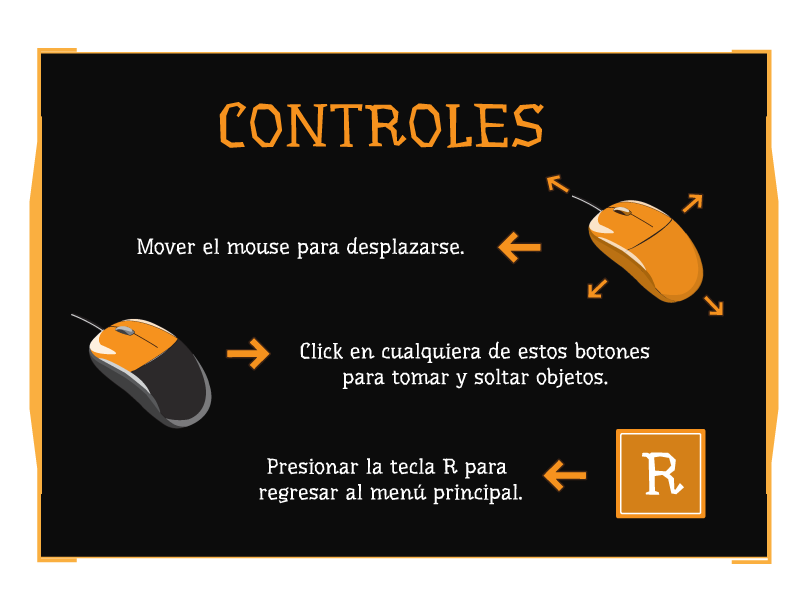 CONTROLES
Mover el mouse para desplazarse.
Click en cualquiera de estos botones
para tomar y soltar objetos.
Presionar la tecla R para
regresar al menú principal.
R